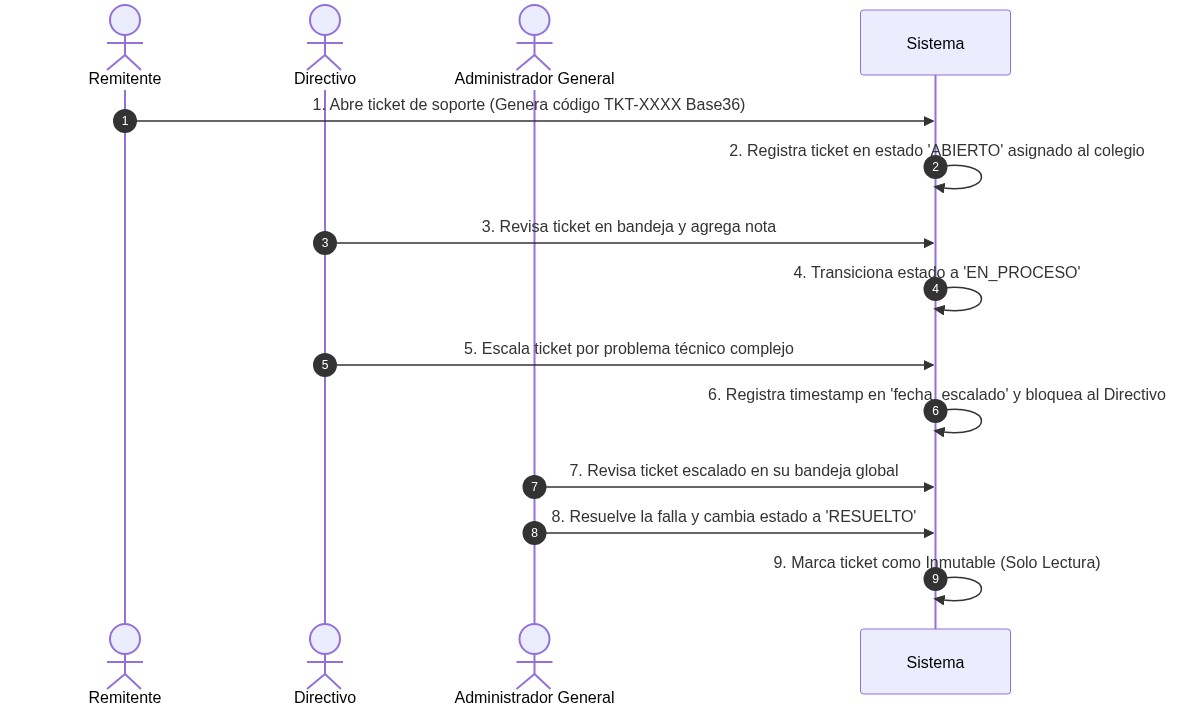 Remitente
Directivo
Administrador General
Sistema
1. Abre ticket de soporte (Genera código TKT-XXXX Base36)
1
2. Registra ticket en estado 'ABIERTO' asignado al colegio
2
3. Revisa ticket en bandeja y agrega nota
3
4. Transiciona estado a 'EN_PROCESO'
4
5. Escala ticket por problema técnico complejo
5
6. Registra timestamp en 'fecha_escalado' y bloquea al Directivo
6
7. Revisa ticket escalado en su bandeja global
7
8. Resuelve la falla y cambia estado a 'RESUELTO'
8
9. Marca ticket como Inmutable (Solo Lectura)
9
Remitente
Directivo
Administrador General
Sistema